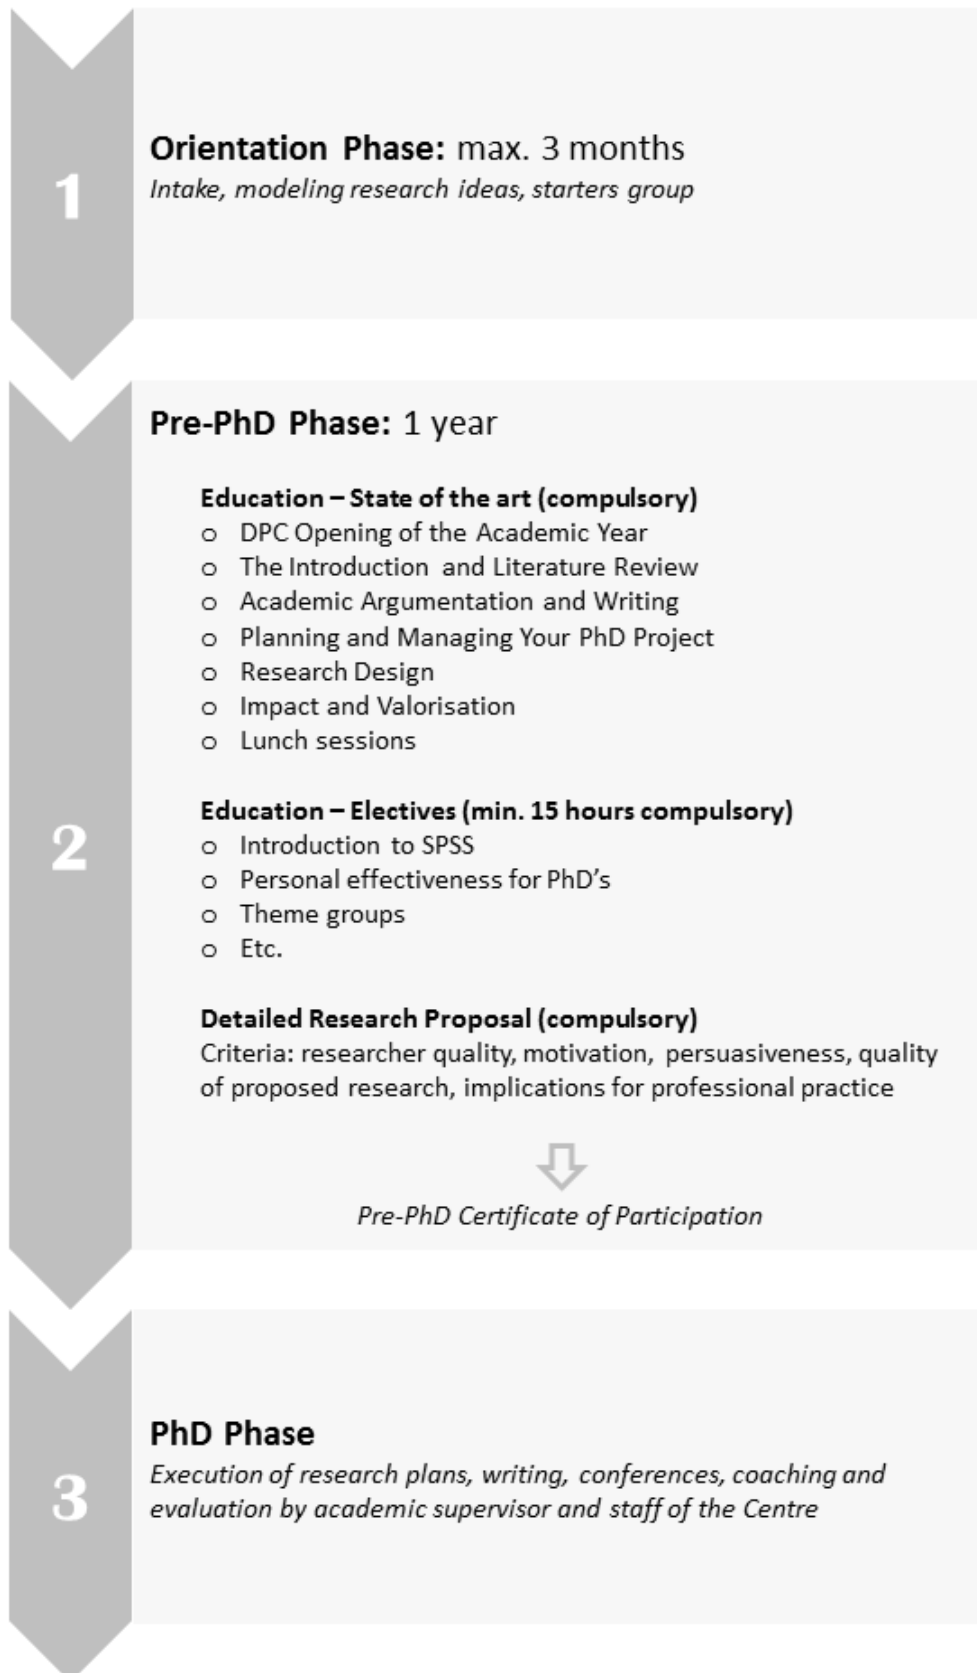 1
Orientation Phase: max. 3 months
Intake, modeling research ideas, starters group
2
Pre-PhD Phase: 1 year
Education – State of the art (compulsory)
o DPC Opening of the Academic Year
o The Introduction and Literature Review
o Academic Argumentation and Writing
o Planning and Managing Your PhD Project
o Research Design
o Impact and Valorisation
o Lunch sessions
Education – Electives (min. 15 hours compulsory)
o Introduction to SPSS
o Personal effectiveness for PhD’s
o Theme groups
o Etc.
Detailed Research Proposal (compulsory)
Criteria: researcher quality, motivation, persuasiveness, quality
of proposed research, implications for professional practice
Pre-PhD Certificate of Participation
3
PhD Phase
Execution of research plans, writing, conferences, coaching and
evaluation by academic supervisor and staff of the Centre